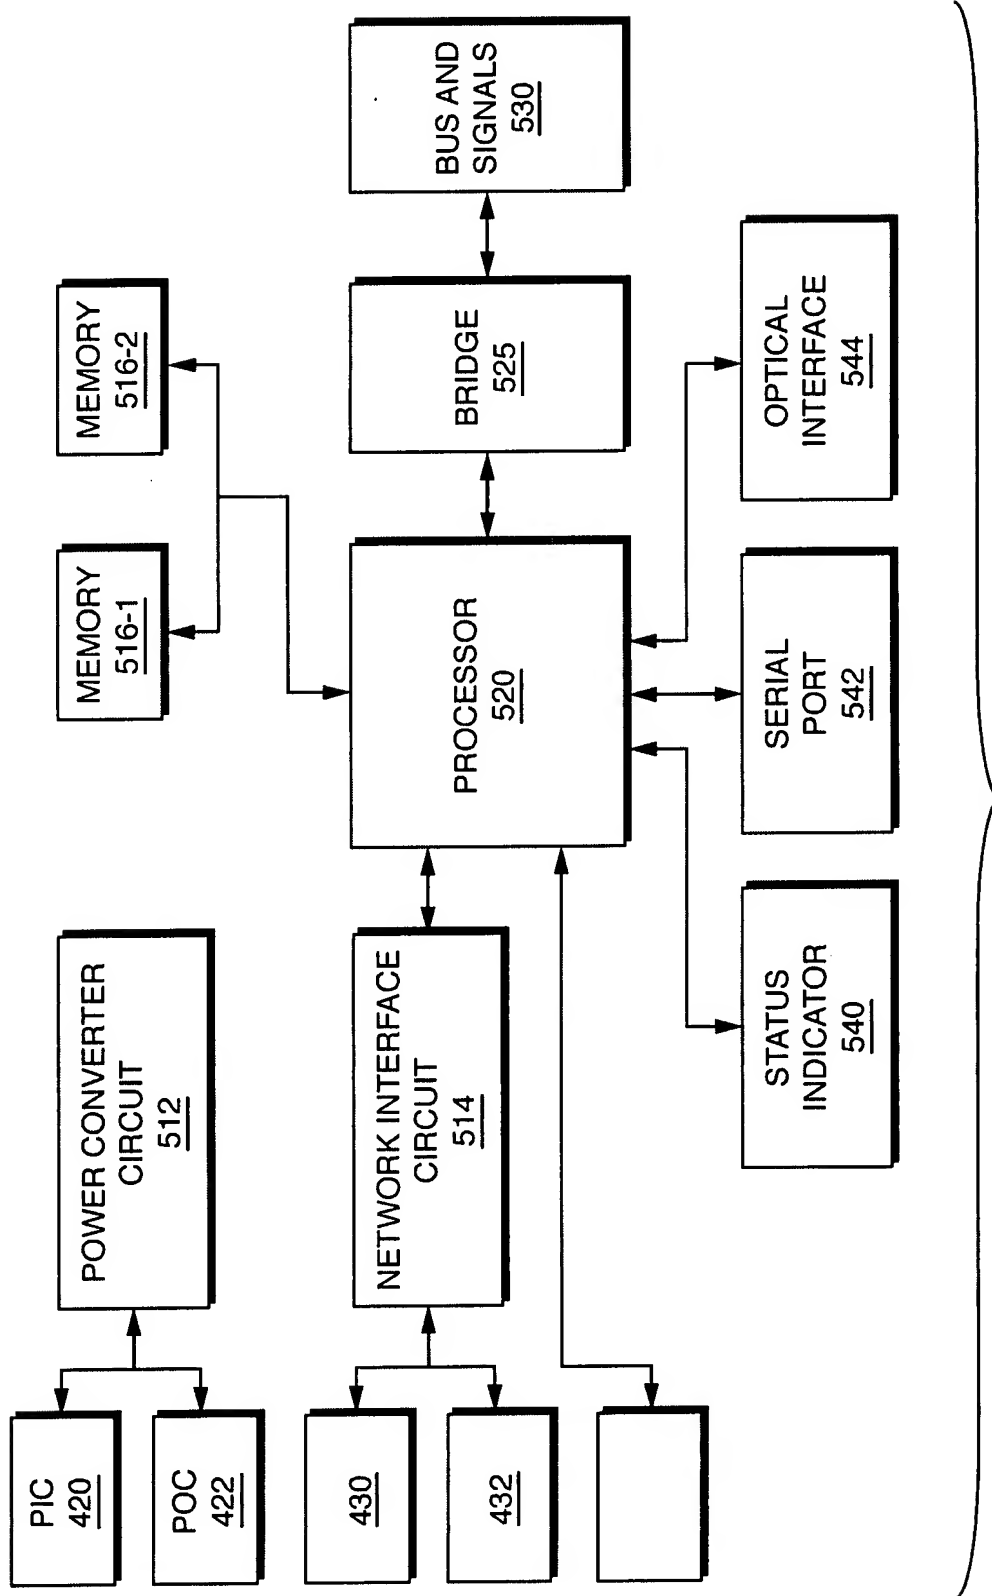 PIC
420
POC
422
430
432
POWER CONVERTER
CIRCUIT
512
NETWORK INTERFACE
CIRCUIT
514
MEMORY
516-1
MEMORY
516-2
PROCESSOR
520
BRIDGE
525
BUS AND
SIGNALS
530
STATUS
INDICATOR
540
SERIAL
PORT
542
OPTICAL
INTERFACE
544